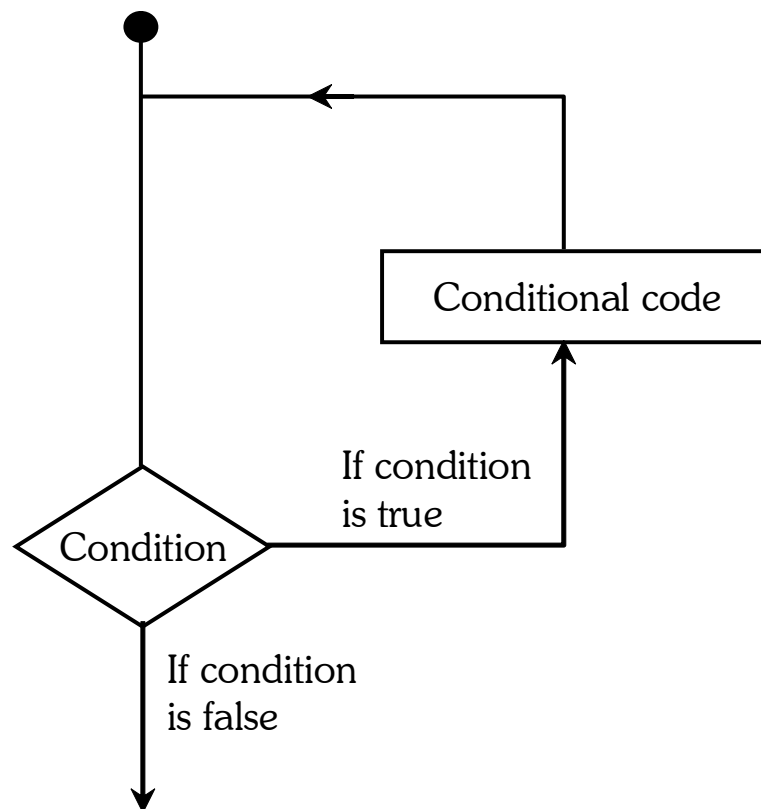 Conditional code
If condition
is true
Condition
If condition
is false